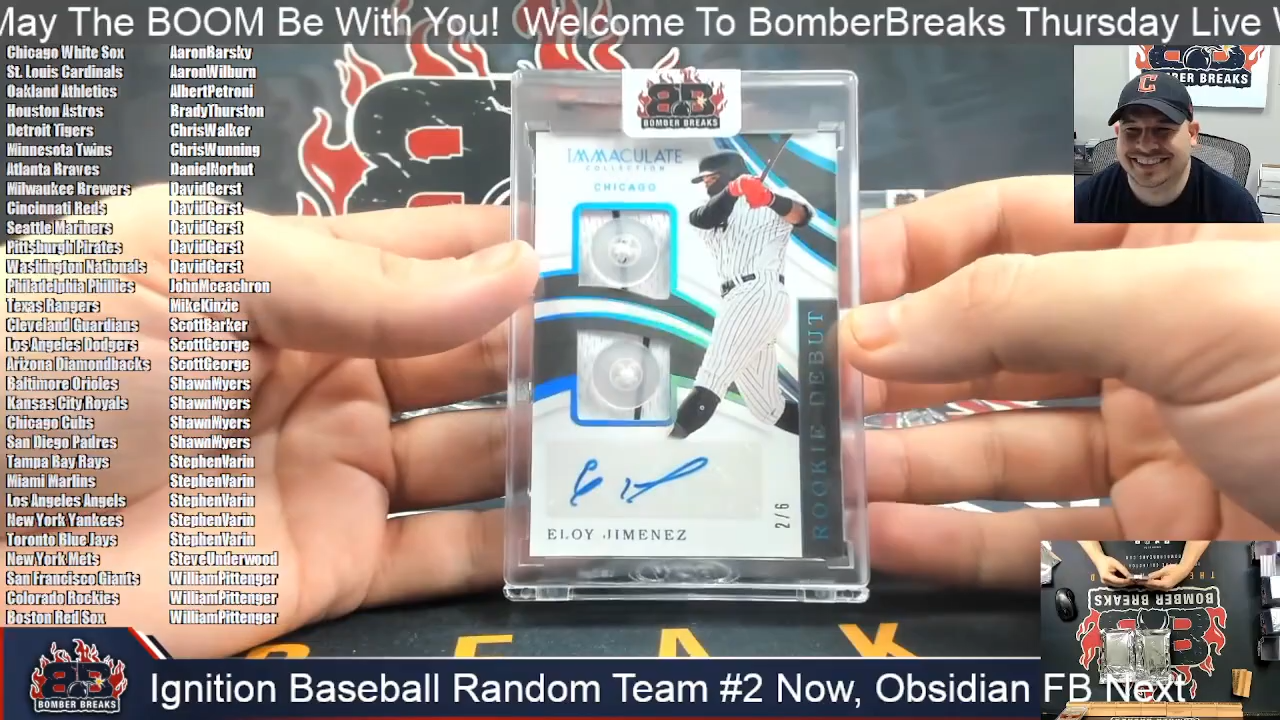 May The BOOM Be With You!  Welcome To BomberBreaks Thursday Live
Chicago White Sox AaronRarsky
St. Louis Cardinals AaronWilburn
Oakland Athletics AlbertPetroni
Houston Astros BradyThurston
Detroit Tigers ChrisWalker
Minnesota Twins ChrisWunning
Atlanta Braves DanielNorbut
Milwaukee Brewers DavidGerst
Cincinnati Reds DavidGerst
Seattle Mariners DavidGerst
Pittsburgh Pirates DavidGerst
Washington Nationals DavidGerst
Philadelphia Phillies JohnMceachron
Texas Rangers MikeKinzie
Cleveland Guardians ScottBarker
Los Angeles Dodgers ScottGeorge
Arizona Diamondbacks ScottGeorge
Baltimore Orioles ShawnMyers
Kansas City Royals ShawnMyers
Chicago Cubs ShawnMyers
San Diego Padres ShawnMyers
Tampa Bay Rays StephenVarin
Miami Marlins StephenVarin
Los Angeles Angels StephenVarin
New York Yankees StephenVarin
Toronto Blue Jays StephenVarin
New York Mets SteveUnderwood
San Francisco Giants WilliamPittenger
Colorado Rockies WilliamPittenger
Boston Red Sox WilliamPittenger
BOMBER BREAKS
IMMACULATE
COLLECTION
CHICAGO
ROOKIE DEBUT
2/6
ELOY JIMENEZ
C
BER BREAKS
BREAK
BOMBER BREAKS
BOMBER BREAKS
Ignition Baseball Random Team #2 Now, Obsidian FB Next